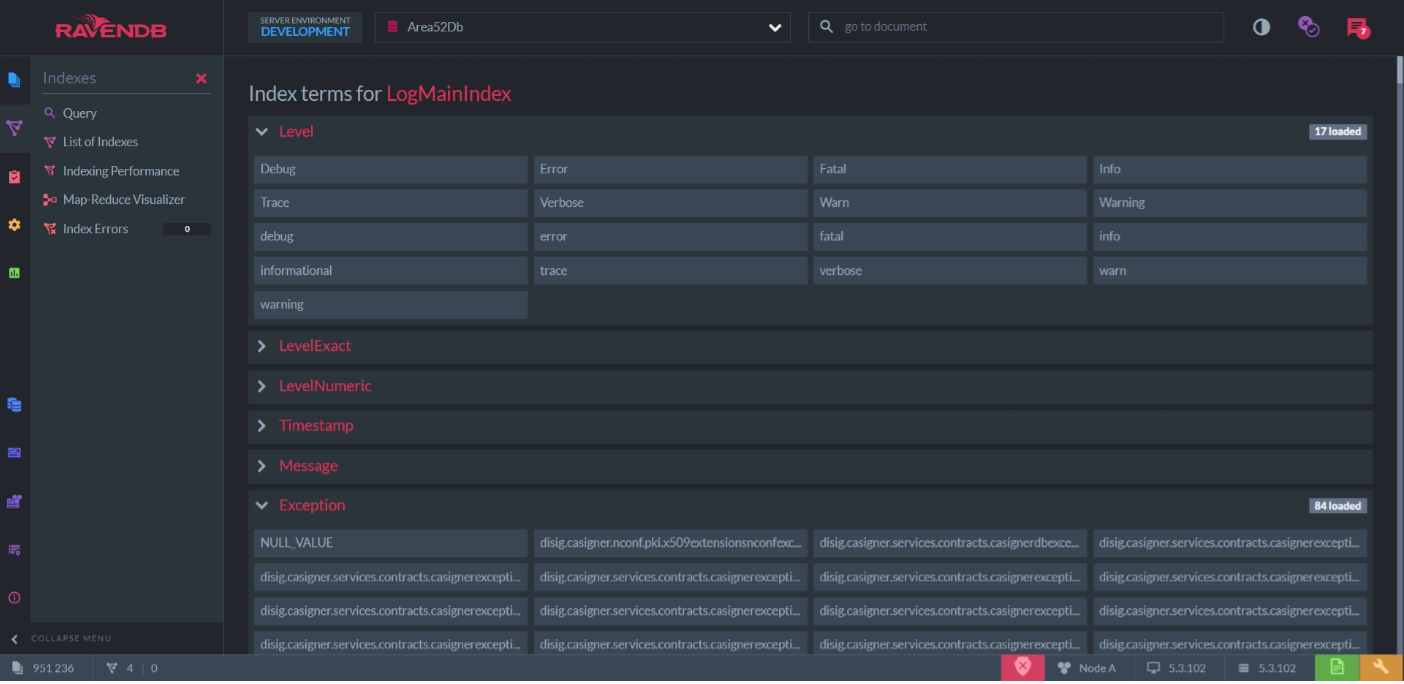 RAVENDB
SERVER ENVIRONMENT
DEVELOPMENT
Area52Db
go to document
7
Indexes
Query
List of Indexes
Indexing Performance
Map-Reduce Visualizer
Index Errors 0
COLLAPSE MENU
Index terms for LogMainIndex
Level 17 loaded
Debug Error Fatal Info
Trace Verbose Warn Warning
debug error fatal info
informational trace verbose warn
warning
LevelExact
LevelNumeric
Timestamp
Message
Exception 84 loaded
NULL_VALUE disig.casigner.nconf.pki.x509extensionsnconfexc... disig.casigner.services.contracts.casignerdbexce... disig.casigner.services.contracts.casignerexcepti...
disig.casigner.services.contracts.casignerexcepti... disig.casigner.services.contracts.casignerexcepti... disig.casigner.services.contracts.casignerexcepti... disig.casigner.services.contracts.casignerexcepti...
disig.casigner.services.contracts.casignerexcepti... disig.casigner.services.contracts.casignerexcepti... disig.casigner.services.contracts.casignerexcepti... disig.casigner.services.contracts.casignerexcepti...
disig.casigner.services.contracts.casignerexcepti... disig.casigner.services.contracts.casignerexcepti... disig.casigner.services.contracts.casignerexcepti... disig.casigner.services.contracts.casignerexcepti...
951 236 4 | 0 Node A 5.3.102 5.3.102